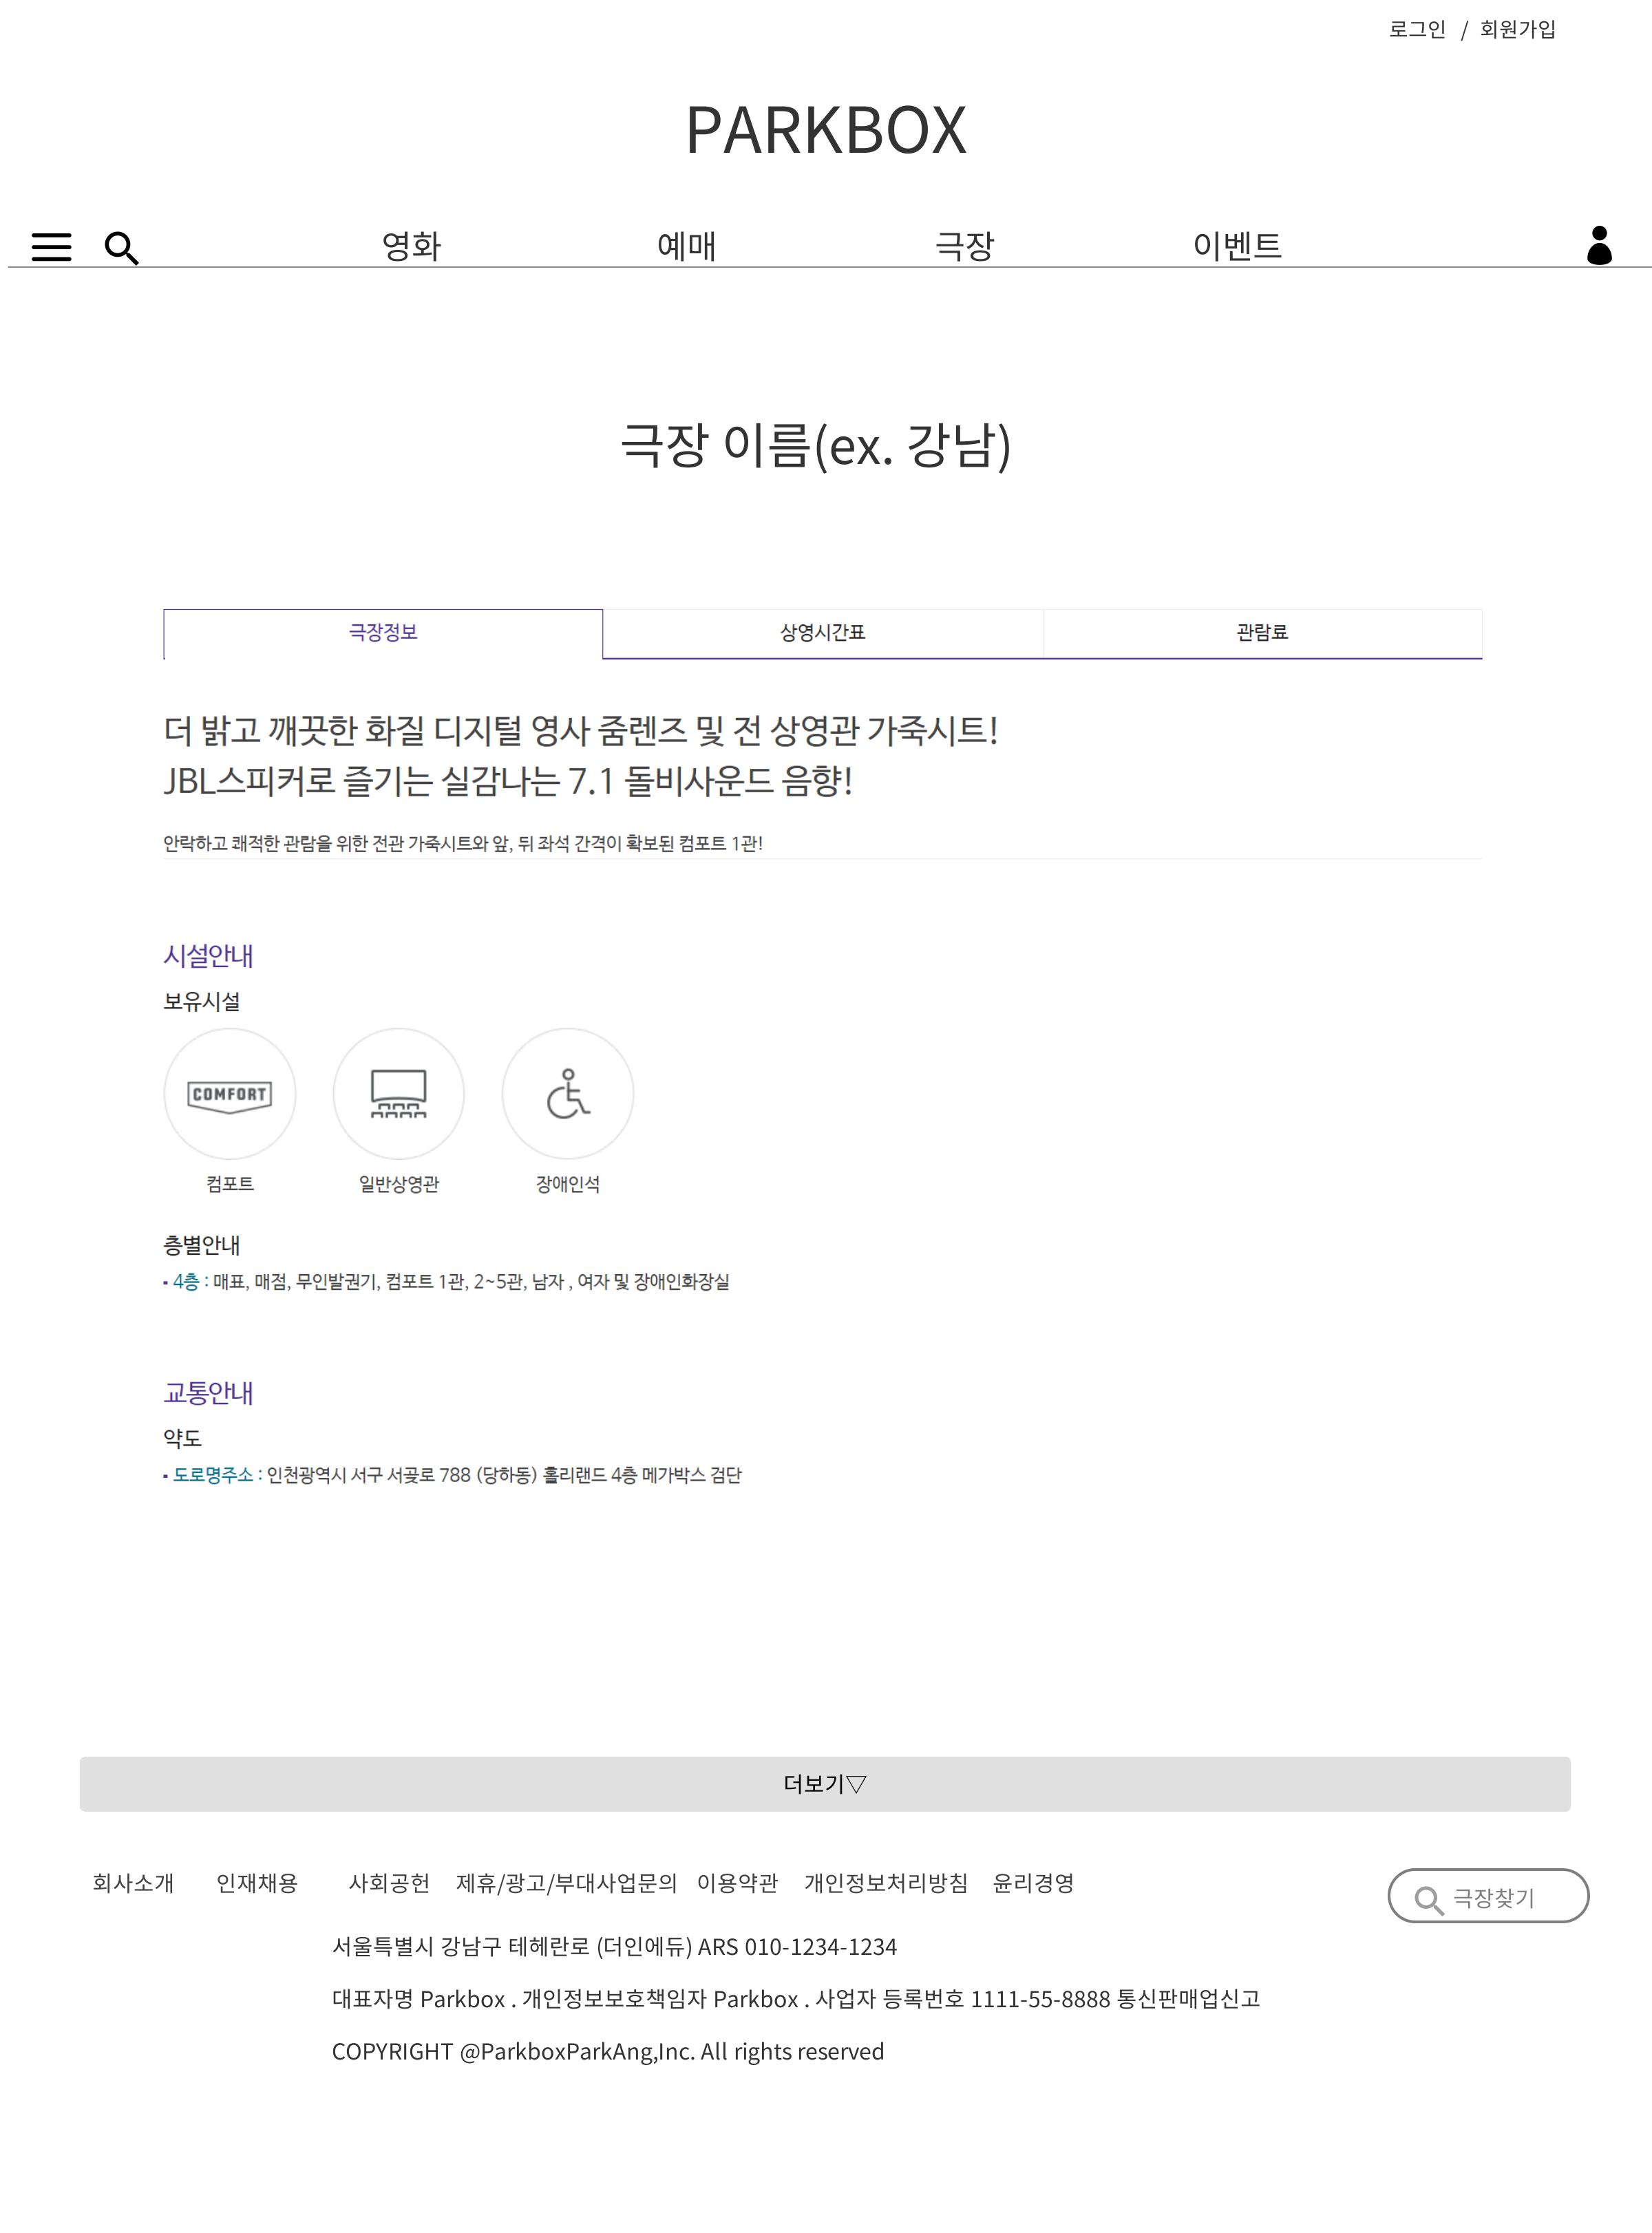 로그인 / 회원가입
PARKBOX
영화 예매 극장 이벤트
극장 이름(ex. 강남)
극장정보 상영시간표 관람료
더 밝고 깨끗한 화질 디지털 영사 줌렌즈 및 전 상영관 가죽시트!
JBL스피커로 즐기는 실감나는 7.1 돌비사운드 음향!
안락하고 쾌적한 관람을 위한 전관 가죽시트와 앞, 뒤 좌석 간격이 확보된 컴포트 1관!
시설안내
보유시설
COMFORT
컴포트 일반상영관 장애인석
층별안내
4층 : 매표, 매점, 무인발권기, 컴포트 1관, 2~5관, 남자 , 여자 및 장애인화장실
교통안내
약도
도로명주소 : 인천광역시 서구 서곶로 788 (당하동) 홀리랜드 4층 메가박스 검단
더보기▽
회사소개 인재채용 사회공헌 제휴/광고/부대사업문의 이용약관 개인정보처리방침 윤리경영
극장찾기
서울특별시 강남구 테헤란로 (더인에듀) ARS 010-1234-1234
대표자명 Parkbox . 개인정보보호책임자 Parkbox . 사업자 등록번호 1111-55-8888 통신판매업신고
COPYRIGHT @ParkboxParkAng,Inc. All rights reserved